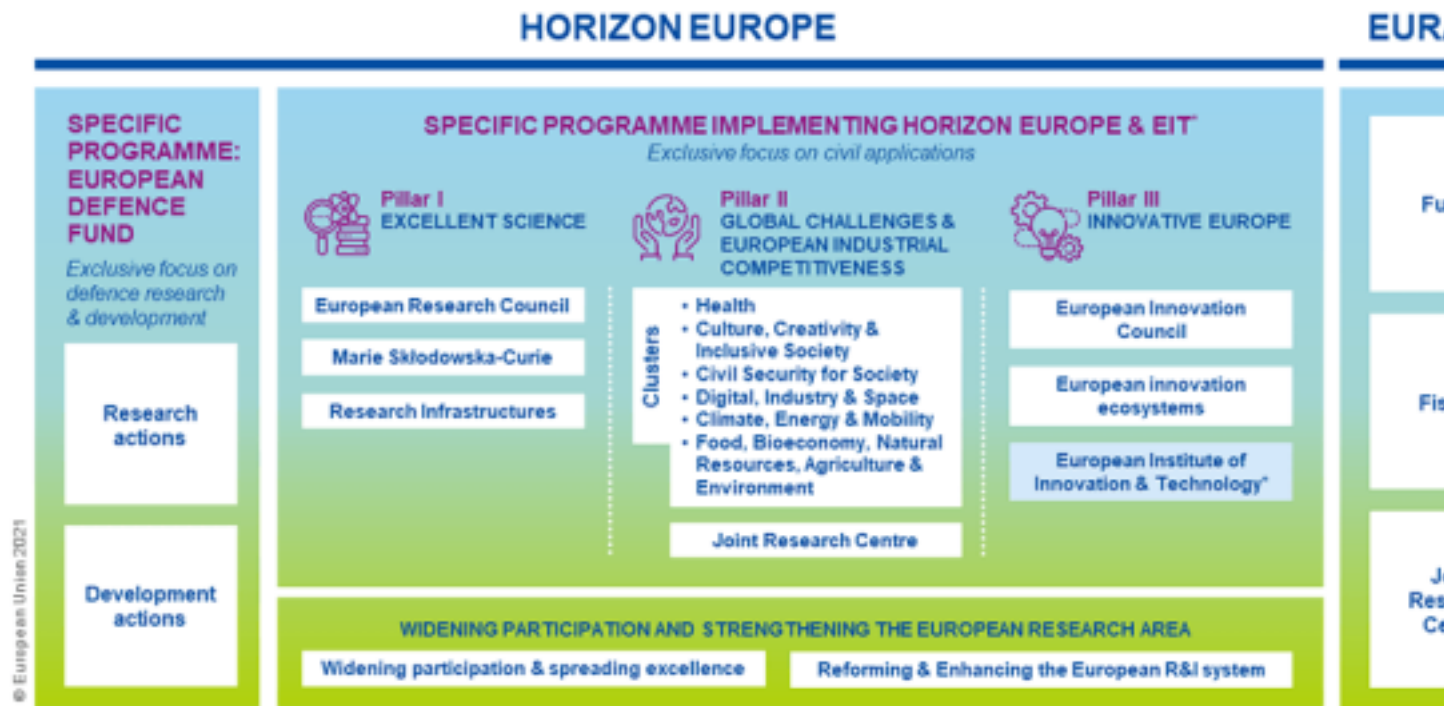 HORIZON EUROPE
SPECIFIC
PROGRAMME:
EUROPEAN
DEFENCE
FUND
Exclusive focus on
defence research
& development
Research
actions
Development
actions
SPECIFIC PROGRAMME IMPLEMENTING HORIZON EUROPE & EIT*
Exclusive focus on civil applications
Pillar I
EXCELLENT SCIENCE
European Research Council
Marie Skłodowska-Curie
Research Infrastructures
Pillar II
GLOBAL CHALLENGES &
EUROPEAN INDUSTRIAL
COMPETITIVENESS
Clusters
• Health
• Culture, Creativity &
Inclusive Society
• Civil Security for Society
• Digital, Industry & Space
• Climate, Energy & Mobility
• Food, Bioeconomy, Natural
Resources, Agriculture &
Environment
Joint Research Centre
Pillar III
INNOVATIVE EUROPE
European Innovation
Council
European innovation
ecosystems
European Institute of
Innovation & Technology*
WIDENING PARTICIPATION AND STRENGTHENING THE EUROPEAN RESEARCH AREA
Widening participation & spreading excellence
Reforming & Enhancing the European R&I system
© European Union 2021